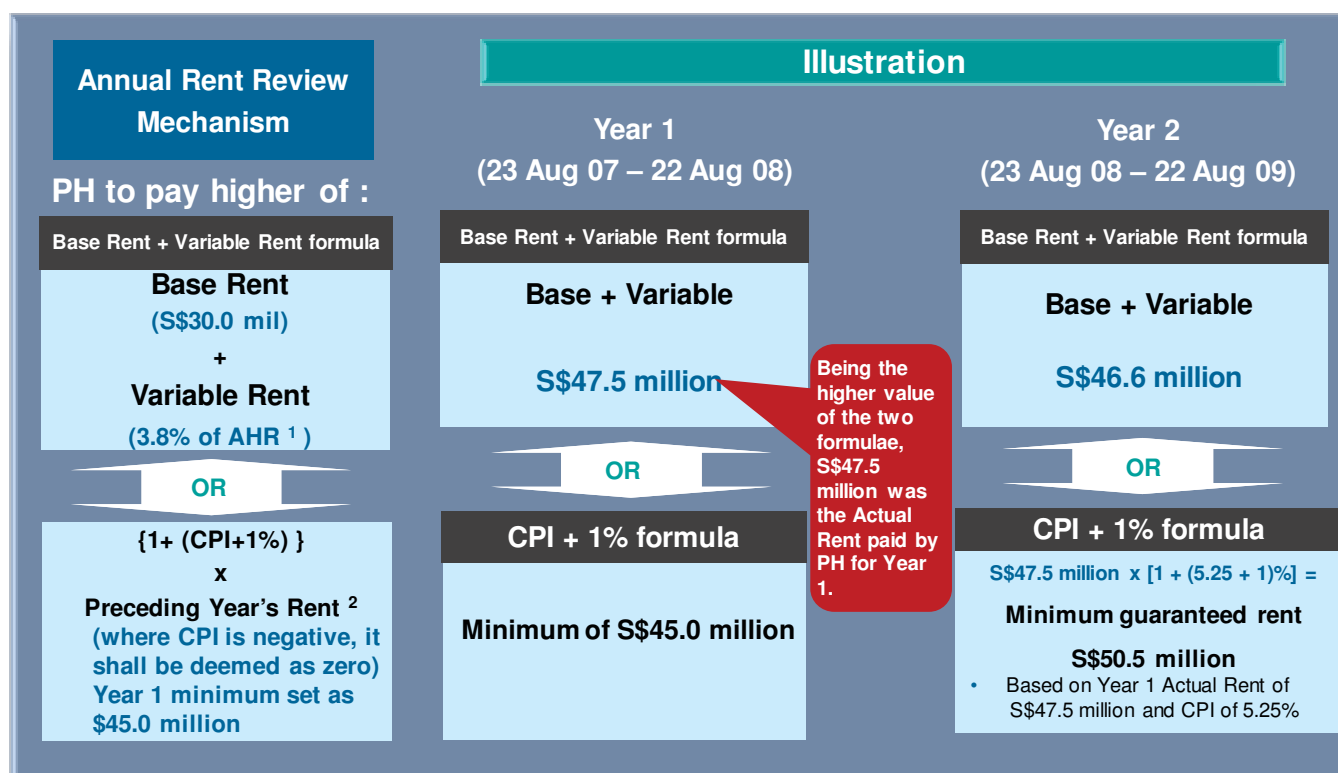 Annual Rent Review
Mechanism
PH to pay higher of :
Base Rent + Variable Rent formula
Base Rent
(S$30.0 mil)
+
Variable Rent
(3.8% of AHR ¹ )
OR
{1+ (CPI+1%) }
x
Preceding Year's Rent ²
(where CPI is negative, it
shall be deemed as zero)
Year 1 minimum set as
$45.0 million
Illustration
Year 1
(23 Aug 07 – 22 Aug 08)
Base Rent + Variable Rent formula
Base + Variable
S$47.5 million
OR
CPI + 1% formula
Minimum of S$45.0 million
Being the
higher value
of the two
formulae,
S$47.5
million was
the Actual
Rent paid by
PH for Year
1.
Year 2
(23 Aug 08 – 22 Aug 09)
Base Rent + Variable Rent formula
Base + Variable
S$46.6 million
OR
CPI + 1% formula
S$47.5 million x [1 + (5.25 + 1)%] =
Minimum guaranteed rent
S$50.5 million
• Based on Year 1 Actual Rent of
S$47.5 million and CPI of 5.25%